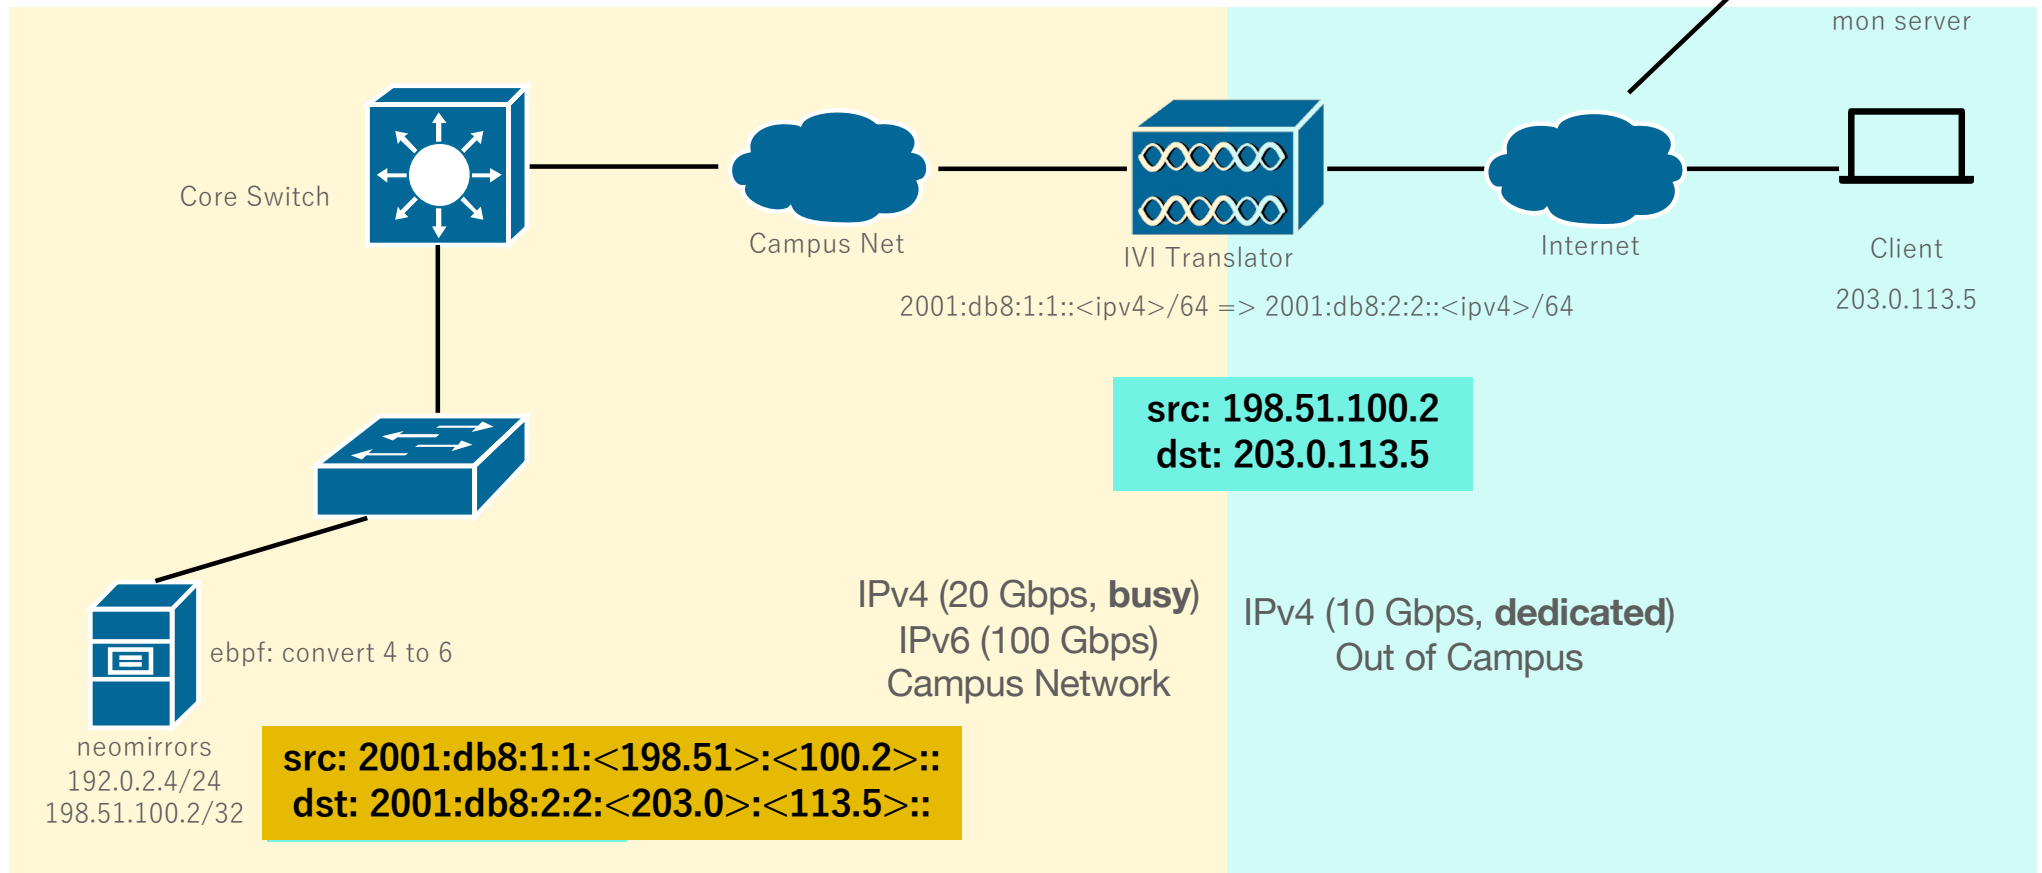 mon server
Core Switch
Campus Net
IVI Translator
Internet
Client
2001:db8:1:1::<ipv4>/64 => 2001:db8:2:2::<ipv4>/64
203.0.113.5
src: 198.51.100.2
dst: 203.0.113.5
IPv4 (20 Gbps, busy)
IPv6 (100 Gbps)
Campus Network
IPv4 (10 Gbps, dedicated)
Out of Campus
ebpf: convert 4 to 6
neomirrors
192.0.2.4/24
198.51.100.2/32
src: 2001:db8:1:1:<198.51>:<100.2>::
dst: 2001:db8:2:2:<203.0>:<113.5>::